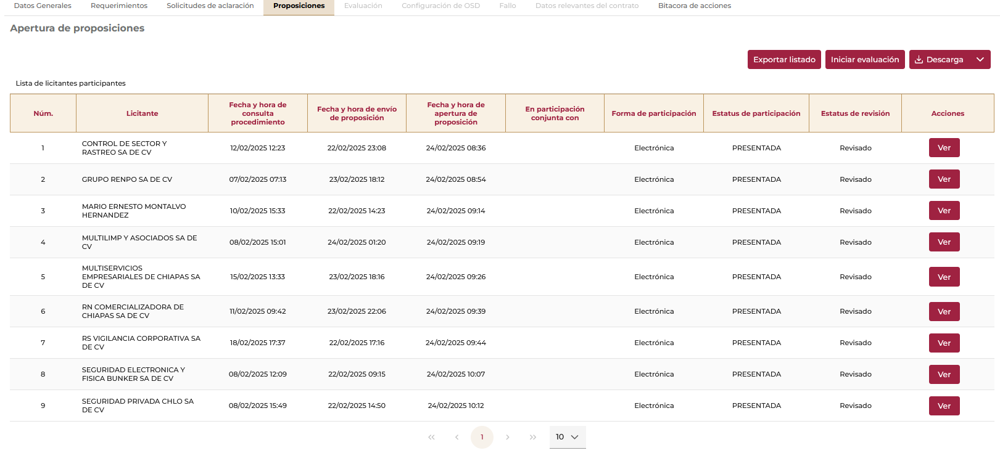 Datos Generales Requerimientos Solicitudes de aclaración Proposiciones Evaluación Configuración de OSD Fallo Datos relevantes del contrato Bitacora de acciones
Apertura de proposiciones
Exportar listado Iniciar evaluación Descarga
Lista de licitantes participantes
Núm. Licitante Fecha y hora de consulta procedimiento Fecha y hora de envío de proposición Fecha y hora de apertura de proposición En participación conjunta con Forma de participación Estatus de participación Estatus de revisión Acciones
1 CONTROL DE SECTOR Y RASTREO SA DE CV 12/02/2025 12:23 22/02/2025 23:08 24/02/2025 08:36 Electrónica PRESENTADA Revisado Ver
2 GRUPO RENPO SA DE CV 07/02/2025 07:13 23/02/2025 18:12 24/02/2025 08:54 Electrónica PRESENTADA Revisado Ver
3 MARIO ERNESTO MONTALVO HERNANDEZ 10/02/2025 15:33 22/02/2025 14:23 24/02/2025 09:14 Electrónica PRESENTADA Revisado Ver
4 MULTILIMP Y ASOCIADOS SA DE CV 08/02/2025 15:01 24/02/2025 01:20 24/02/2025 09:19 Electrónica PRESENTADA Revisado Ver
5 MULTISERVICIOS EMPRESARIALES DE CHIAPAS SA DE CV 15/02/2025 13:33 23/02/2025 18:16 24/02/2025 09:26 Electrónica PRESENTADA Revisado Ver
6 RN COMERCIALIZADORA DE CHIAPAS SA DE CV 11/02/2025 09:42 23/02/2025 22:06 24/02/2025 09:39 Electrónica PRESENTADA Revisado Ver
7 RS VIGILANCIA CORPORATIVA SA DE CV 18/02/2025 17:37 22/02/2025 17:16 24/02/2025 09:44 Electrónica PRESENTADA Revisado Ver
8 SEGURIDAD ELECTRONICA Y FISICA BUNKER SA DE CV 08/02/2025 12:09 22/02/2025 09:15 24/02/2025 10:07 Electrónica PRESENTADA Revisado Ver
9 SEGURIDAD PRIVADA CHLO SA DE CV 08/02/2025 15:49 22/02/2025 14:50 24/02/2025 10:12 Electrónica PRESENTADA Revisado Ver
1 10